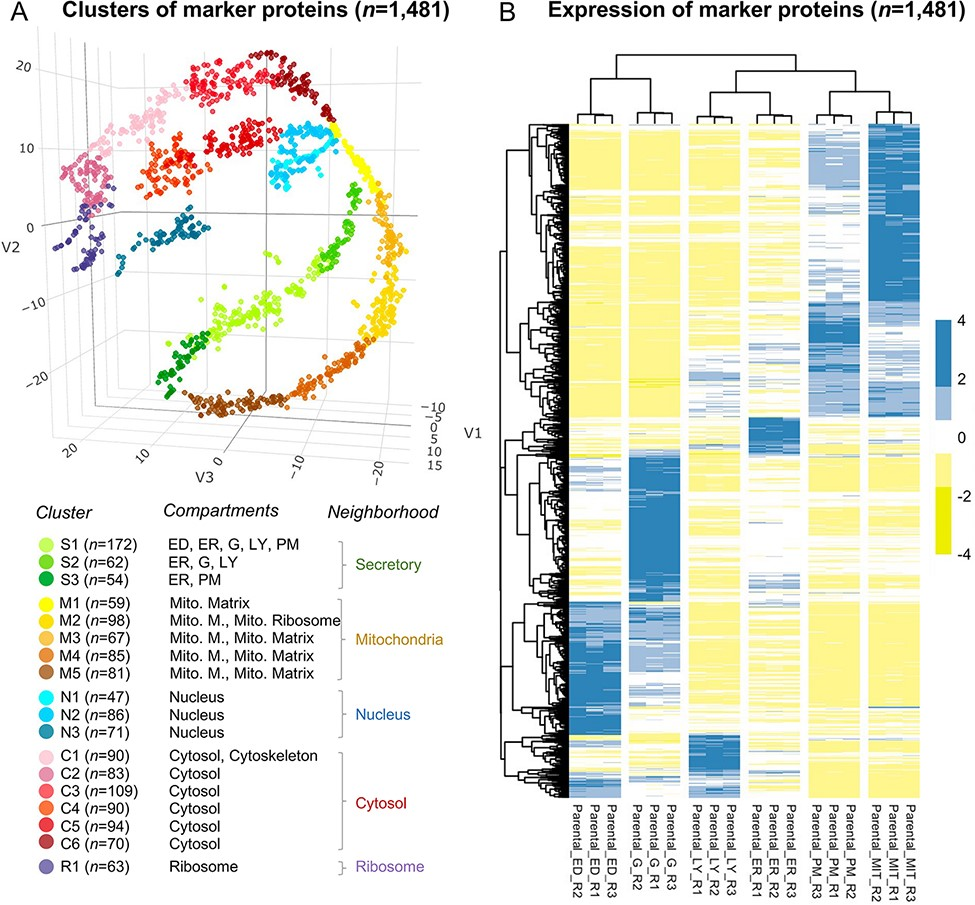 A Clusters of marker proteins (n=1,481)
20
10
0
V2
−10
−20
20
10
V3
0
−10
−20
−10
−5
0
5
10
15
V1
Cluster Compartments Neighborhood
S1 (n=172) ED, ER, G, LY, PM
S2 (n=62) ER, G, LY
S3 (n=54) ER, PM
Secretory
M1 (n=59) Mito. Matrix
M2 (n=98) Mito. M., Mito. Ribosome
M3 (n=67) Mito. M., Mito. Matrix
M4 (n=85) Mito. M., Mito. Matrix
M5 (n=81) Mito. M., Mito. Matrix
Mitochondria
N1 (n=47) Nucleus
N2 (n=86) Nucleus
N3 (n=71) Nucleus
Nucleus
C1 (n=90) Cytosol, Cytoskeleton
C2 (n=83) Cytosol
C3 (n=109) Cytosol
C4 (n=90) Cytosol
C5 (n=94) Cytosol
C6 (n=70) Cytosol
Cytosol
R1 (n=63) Ribosome Ribosome
B Expression of marker proteins (n=1,481)
4
2
0
-2
-4
Parental_ED_R2
Parental_ED_R1
Parental_ED_R3
Parental_G_R2
Parental_G_R1
Parental_G_R3
Parental_LY_R1
Parental_LY_R2
Parental_LY_R3
Parental_ER_R1
Parental_ER_R2
Parental_ER_R3
Parental_PM_R3
Parental_PM_R1
Parental_PM_R2
Parental_MIT_R2
Parental_MIT_R1
Parental_MIT_R3